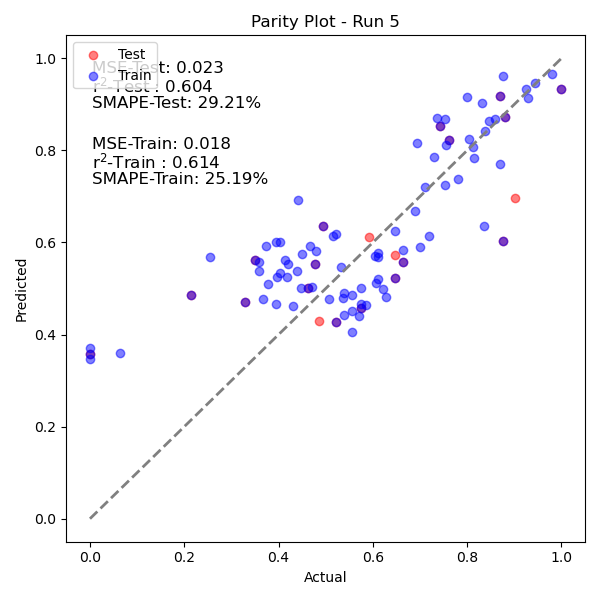 Parity Plot - Run 5
Test
Train
MSE-Test: 0.023
r²-Test : 0.604
SMAPE-Test: 29.21%
MSE-Train: 0.018
r²-Train : 0.614
SMAPE-Train: 25.19%
Predicted
1.0
0.8
0.6
0.4
0.2
0.0
0.0 0.2 0.4 0.6 0.8 1.0
Actual